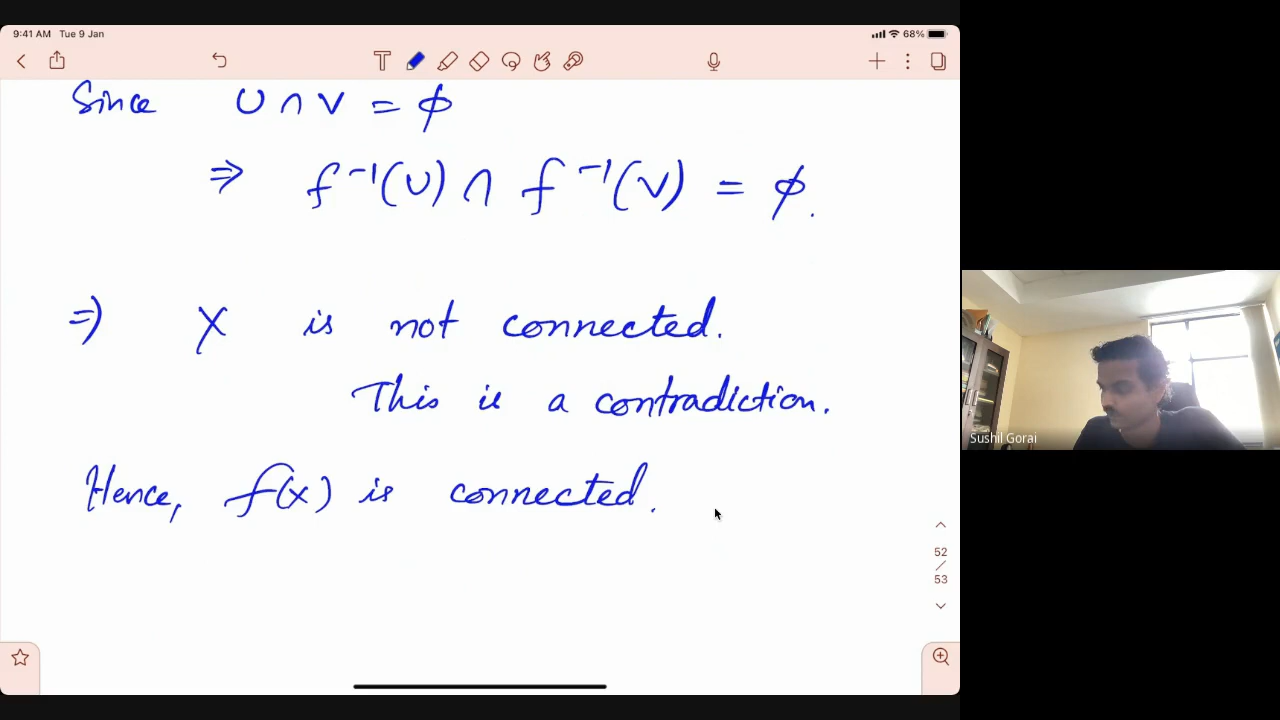 9:41 AM Tue 9 Jan
68%
Since U ∩ V = ϕ
⇒ f⁻¹(U) ∩ f⁻¹(V) = ϕ.
⇒ X is not connected.
This is a contradiction.
Hence, f(X) is connected.
52
/
53
Sushil Gorai